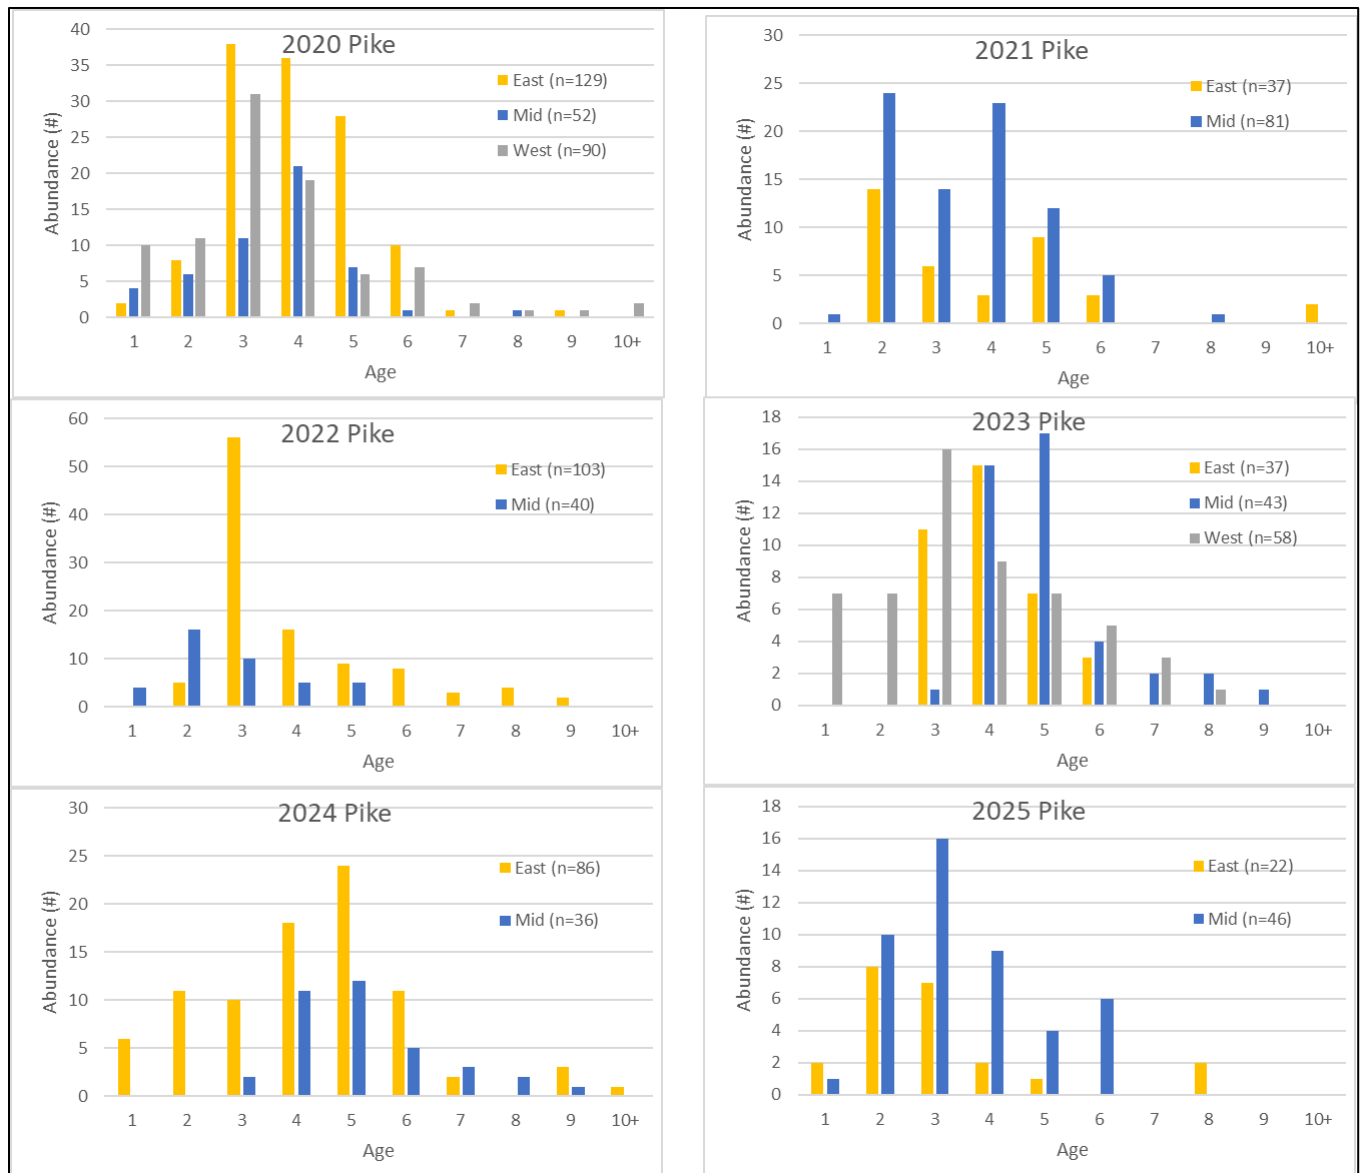 2020 Pike
40
35
30
25
20
15
10
5
0
Abundance (#)
East (n=129)
Mid (n=52)
West (n=90)
1 2 3 4 5 6 7 8 9 10+
Age
2021 Pike
30
25
20
15
10
5
0
Abundance (#)
East (n=37)
Mid (n=81)
1 2 3 4 5 6 7 8 9 10+
Age
2022 Pike
60
50
40
30
20
10
0
Abundance (#)
East (n=103)
Mid (n=40)
1 2 3 4 5 6 7 8 9 10+
Age
2023 Pike
18
16
14
12
10
8
6
4
2
0
Abundance (#)
East (n=37)
Mid (n=43)
West (n=58)
1 2 3 4 5 6 7 8 9 10+
Age
2024 Pike
30
25
20
15
10
5
0
Abundance (#)
East (n=86)
Mid (n=36)
1 2 3 4 5 6 7 8 9 10+
Age
2025 Pike
18
16
14
12
10
8
6
4
2
0
Abundance (#)
East (n=22)
Mid (n=46)
1 2 3 4 5 6 7 8 9 10+
Age